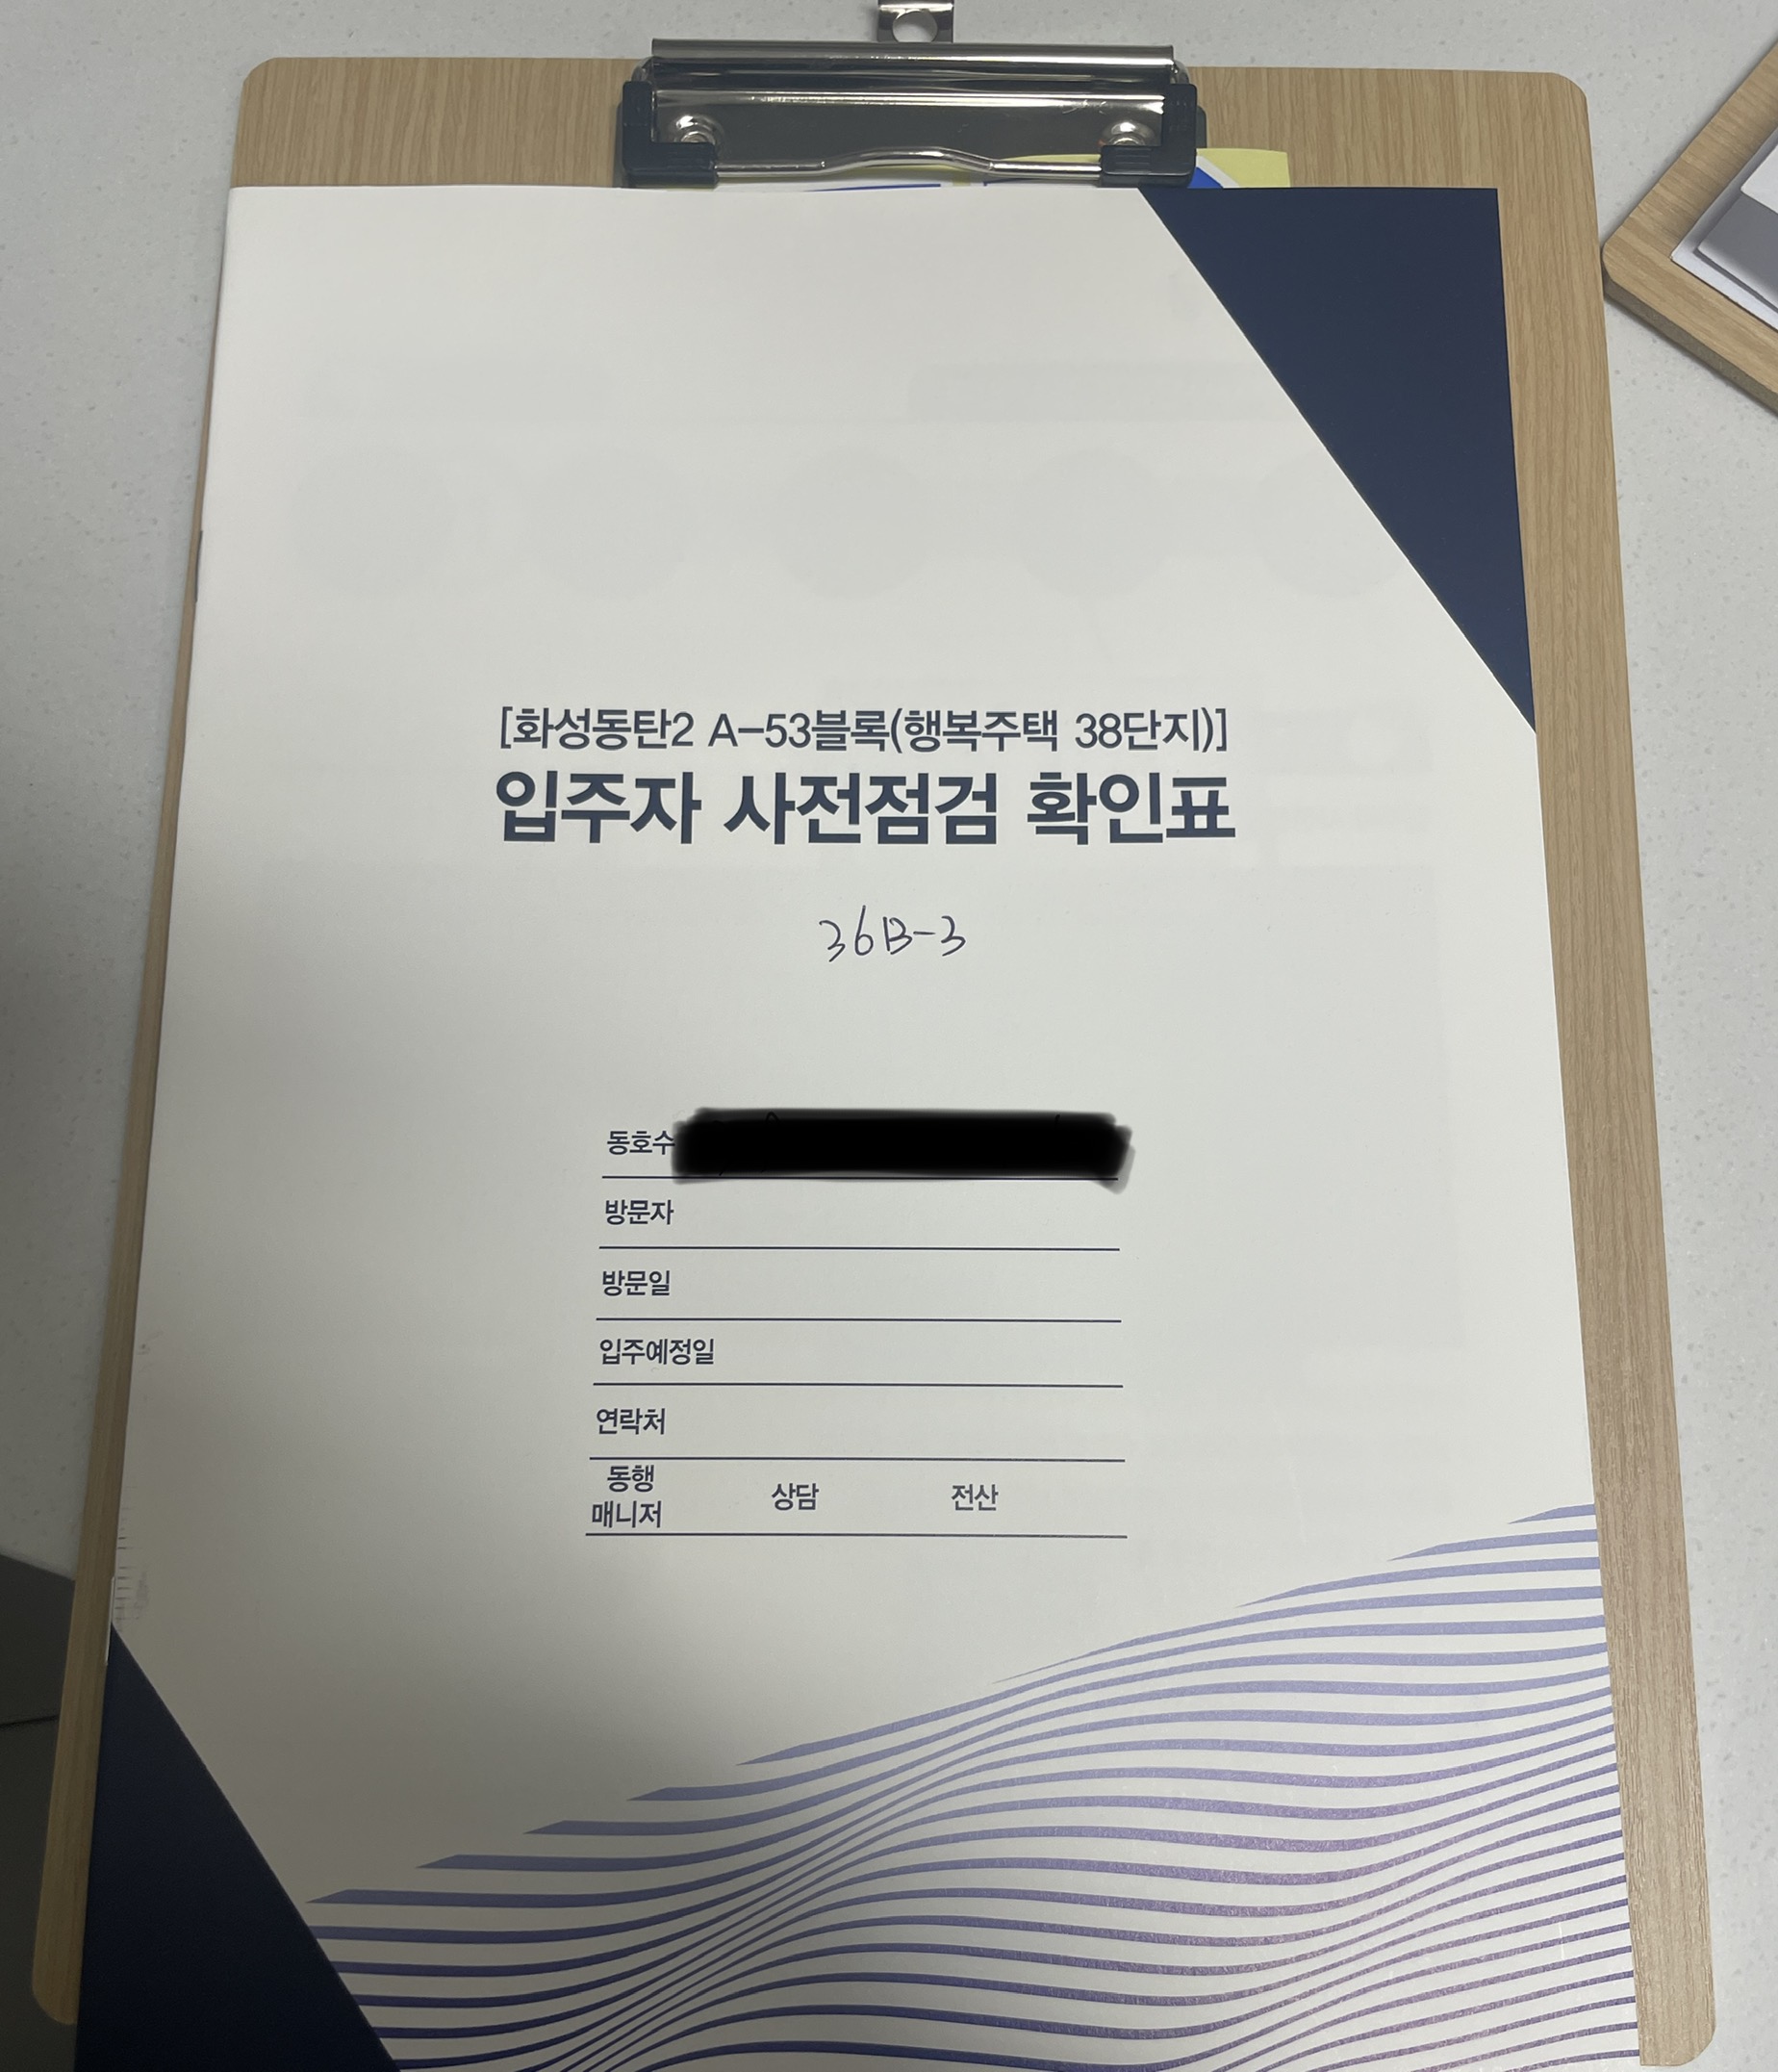 [화성동탄2 A-53블록(행복주택 38단지)]
입주자 사전점검 확인표
36B-3
동호수
방문자
방문일
입주예정일
연락처
동행
매니저 상담 전산